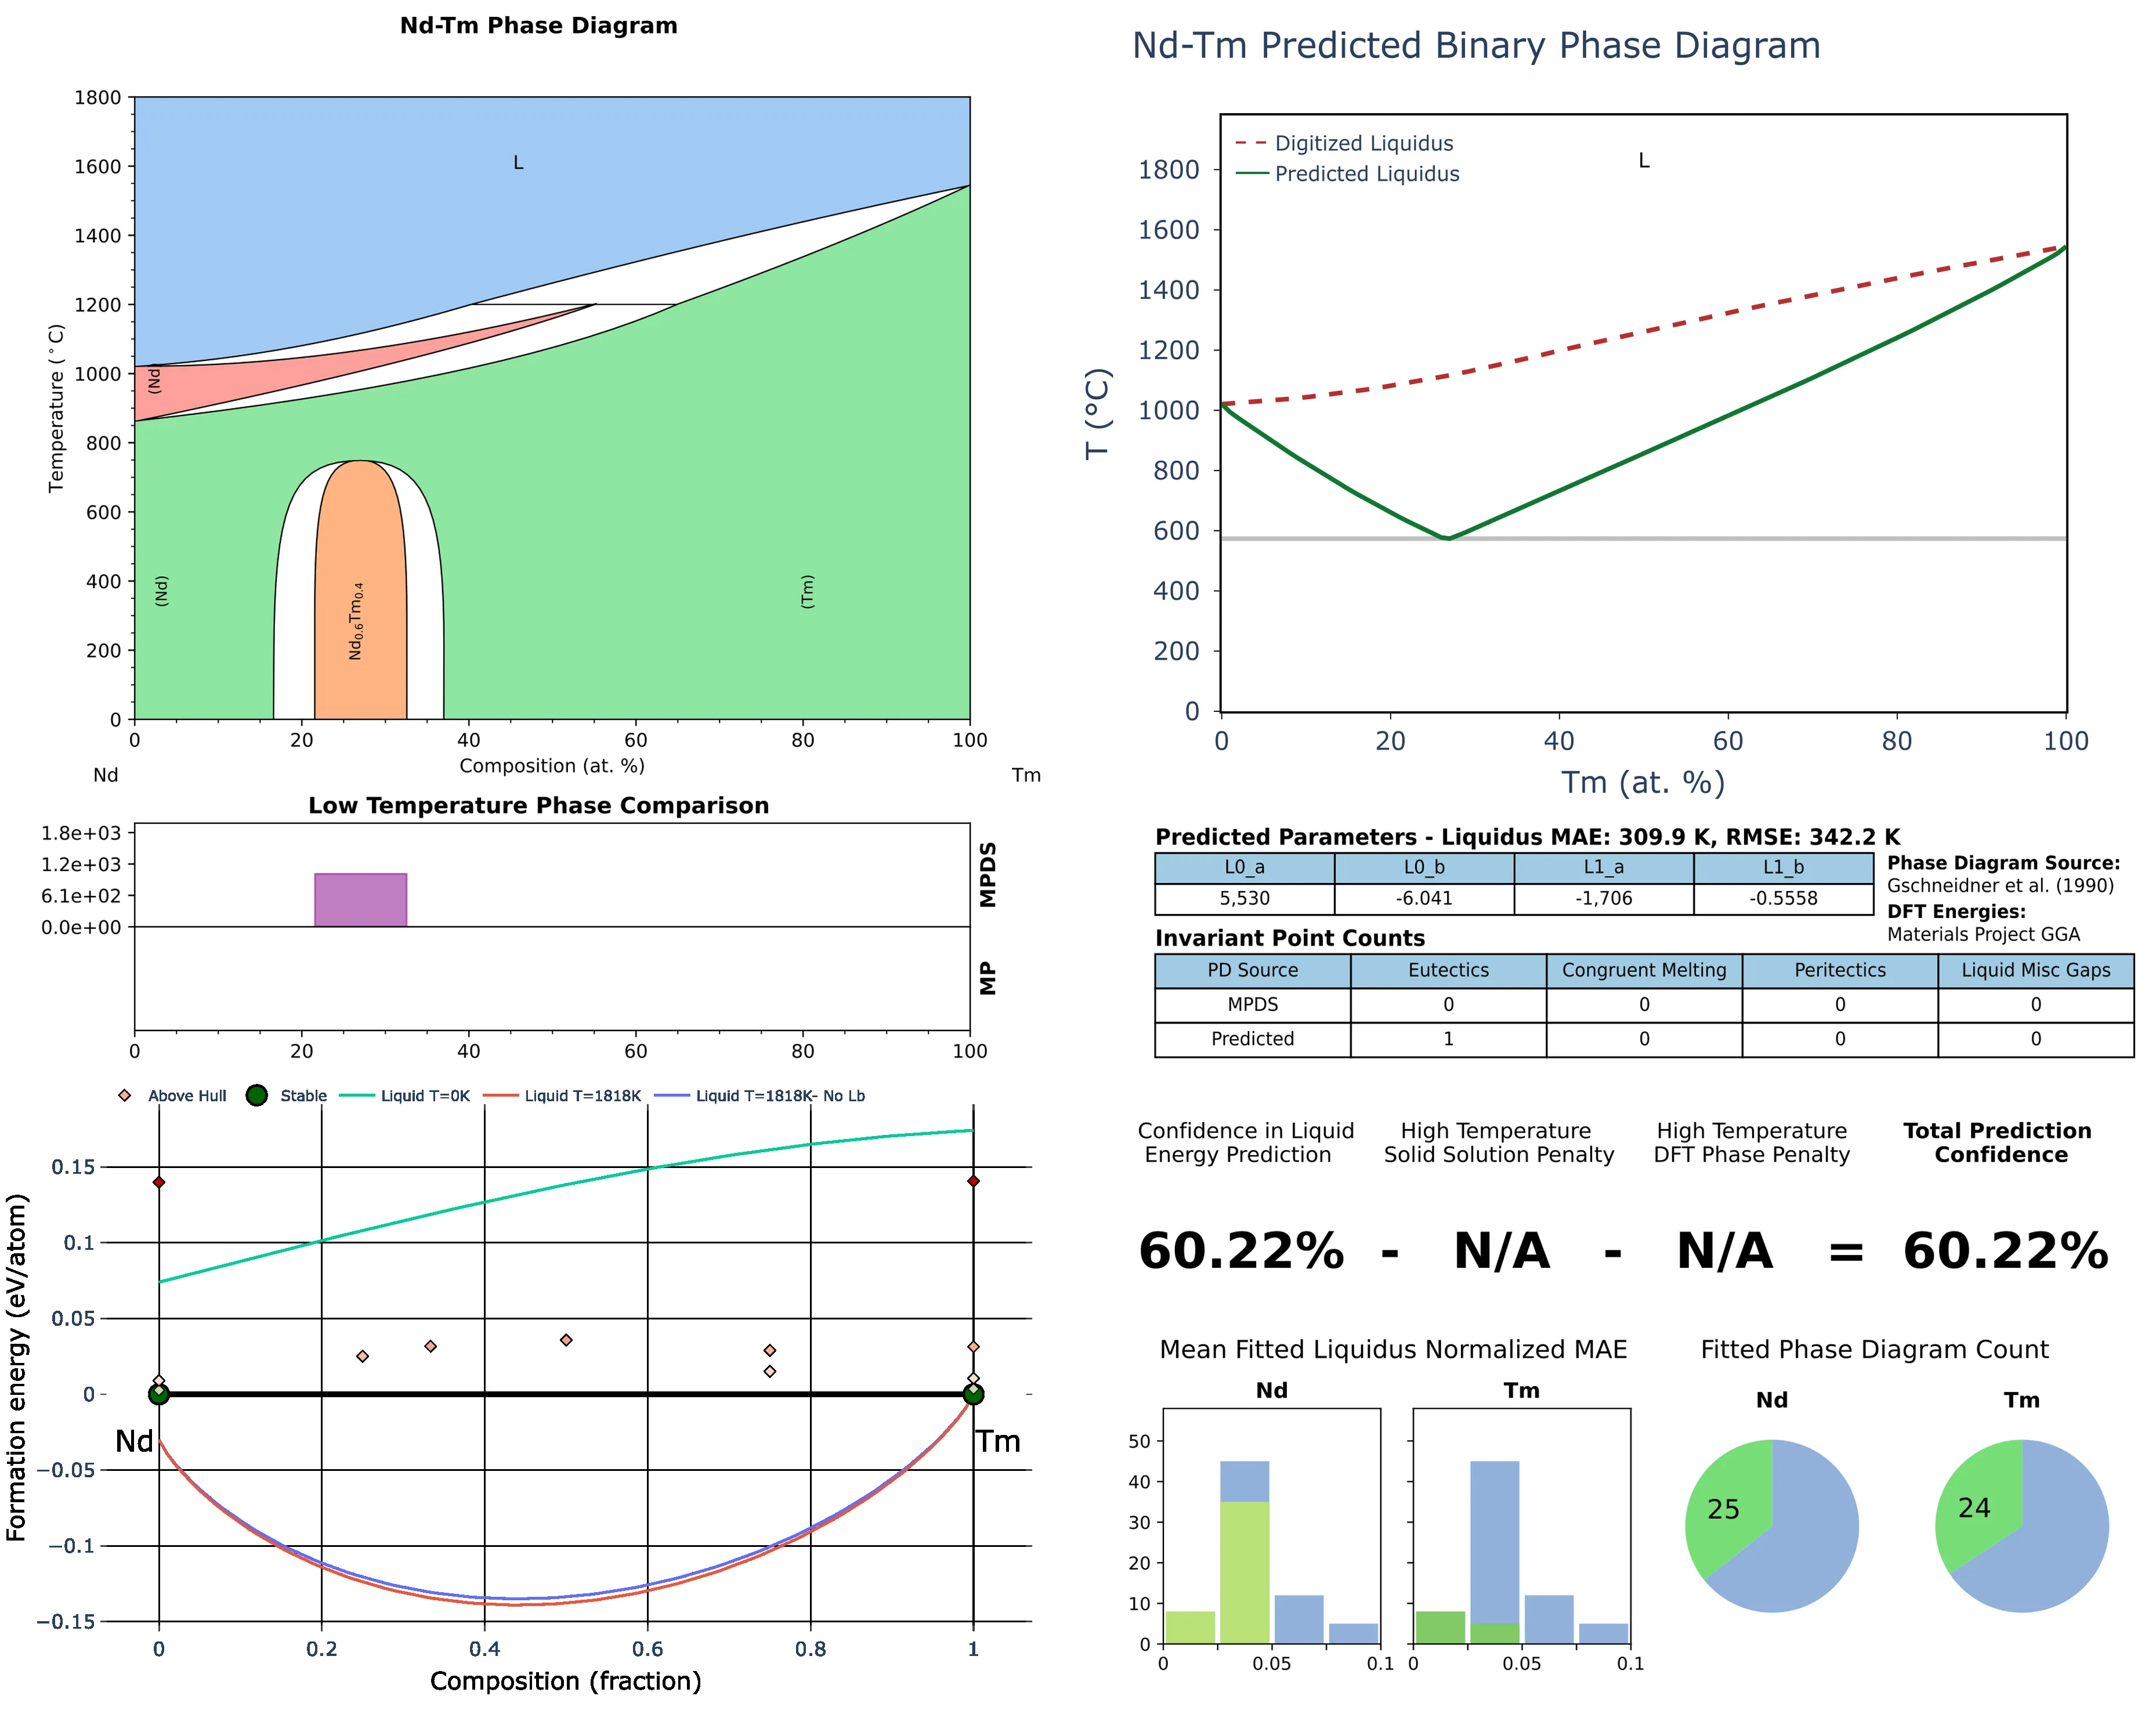 Nd-Tm Phase Diagram
1800
1600
1400
1200
1000
800
600
400
200
0
Temperature (°C)
L
(Nd)
(Nd)
Nd0.6Tm0.4
(Tm)
0 20 40 60 80 100
Composition (at. %)
Nd Tm
Low Temperature Phase Comparison
1.8e+03
1.2e+03
6.1e+02
0.0e+00
MPDS
MP
0 20 40 60 80 100
Above Hull Stable Liquid T=0K Liquid T=1818K Liquid T=1818K- No Lb
0.15
0.1
0.05
0
−0.05
−0.1
−0.15
Formation energy (eV/atom)
Nd Tm
0 0.2 0.4 0.6 0.8 1
Composition (fraction)
Nd-Tm Predicted Binary Phase Diagram
Digitized Liquidus
Predicted Liquidus
L
1800
1600
1400
1200
1000
800
600
400
200
0
T (°C)
0 20 40 60 80 100
Tm (at. %)
Predicted Parameters - Liquidus MAE: 309.9 K, RMSE: 342.2 K
L0_a L0_b L1_a L1_b
5,530 -6.041 -1,706 -0.5558
Phase Diagram Source:
Gschneidner et al. (1990)
DFT Energies:
Materials Project GGA
Invariant Point Counts
PD Source Eutectics Congruent Melting Peritectics Liquid Misc Gaps
MPDS 0 0 0 0
Predicted 1 0 0 0
Confidence in Liquid
Energy Prediction
High Temperature
Solid Solution Penalty
High Temperature
DFT Phase Penalty
Total Prediction
Confidence
60.22% - N/A - N/A = 60.22%
Mean Fitted Liquidus Normalized MAE
Nd Tm
50
40
30
20
10
0
0 0.05 0.1 0 0.05 0.1
Fitted Phase Diagram Count
Nd Tm
25 24